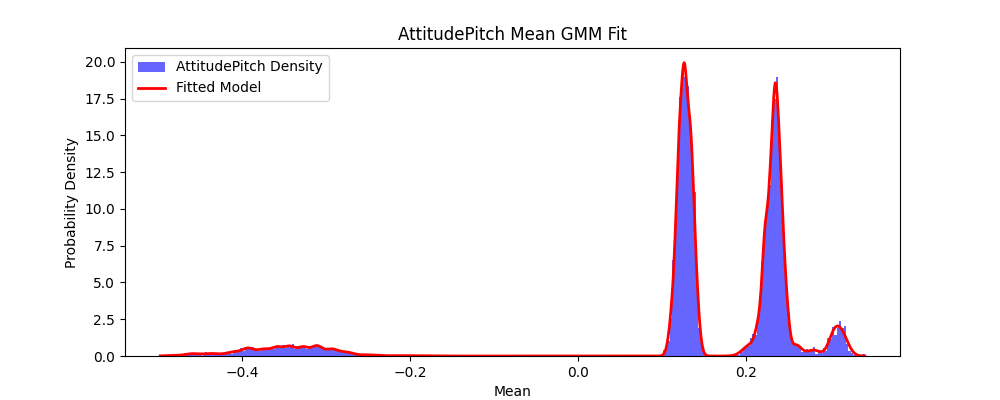 AttitudePitch Mean GMM Fit
AttitudePitch Density
Fitted Model
Probability Density
20.0
17.5
15.0
12.5
10.0
7.5
5.0
2.5
0.0
−0.4 −0.2 0.0 0.2
Mean